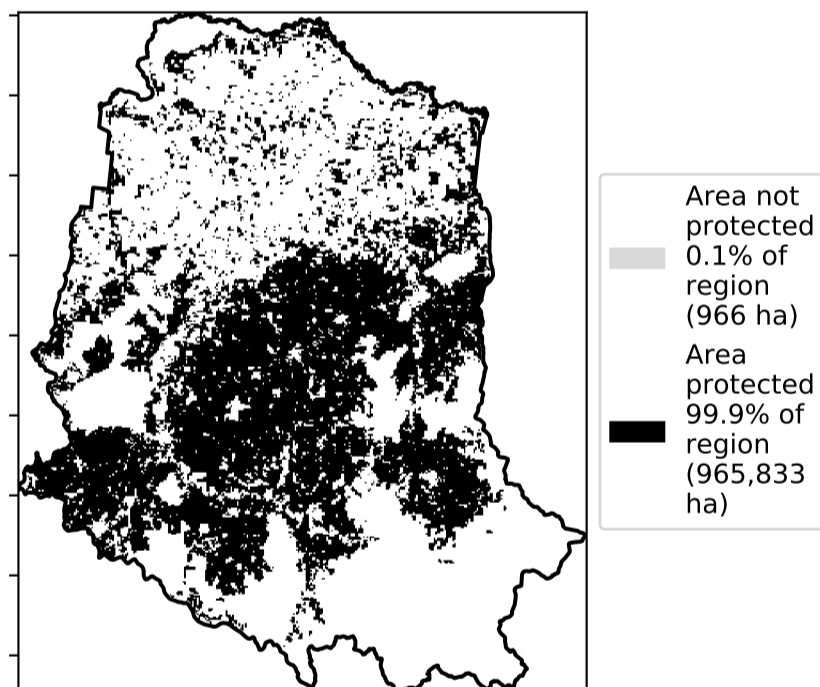 Area not
protected
0.1% of
region
(966 ha)
Area
protected
99.9% of
region
(965,833
ha)